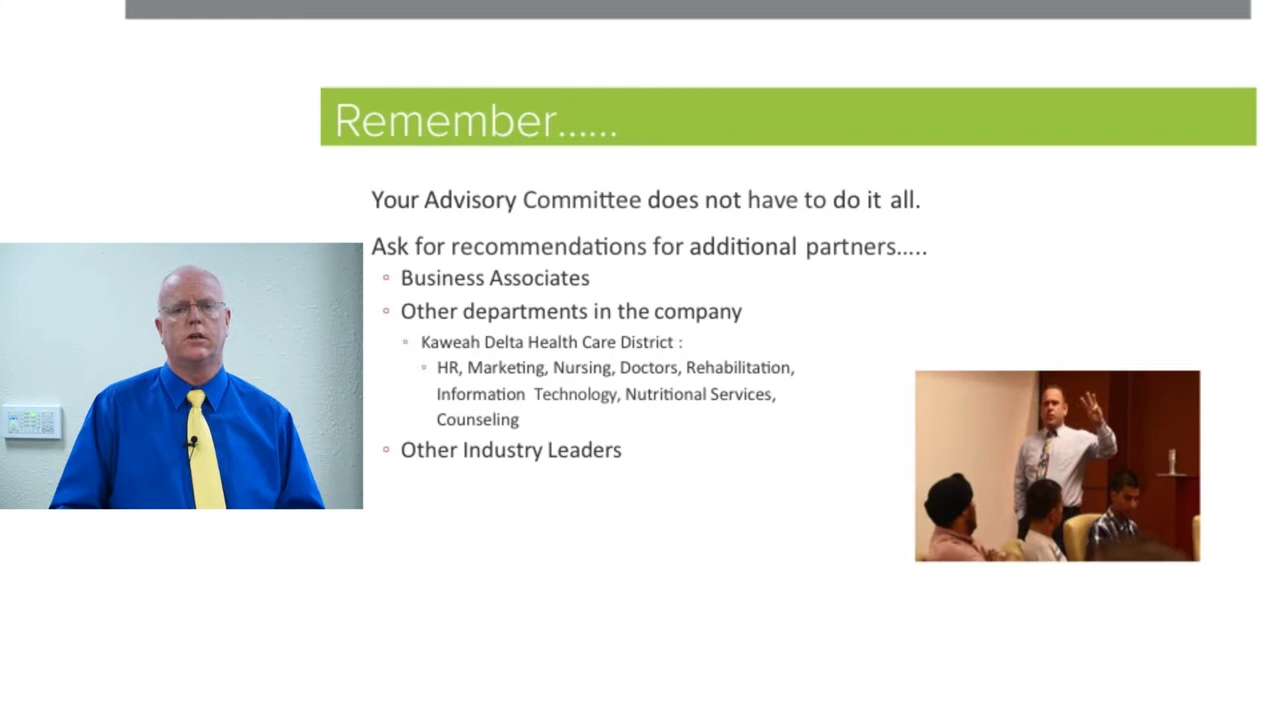 Remember......
Your Advisory Committee does not have to do it all.
Ask for recommendations for additional partners.....
Business Associates
Other departments in the company
Kaweah Delta Health Care District :
HR, Marketing, Nursing, Doctors, Rehabilitation,
Information Technology, Nutritional Services,
Counseling
Other Industry Leaders